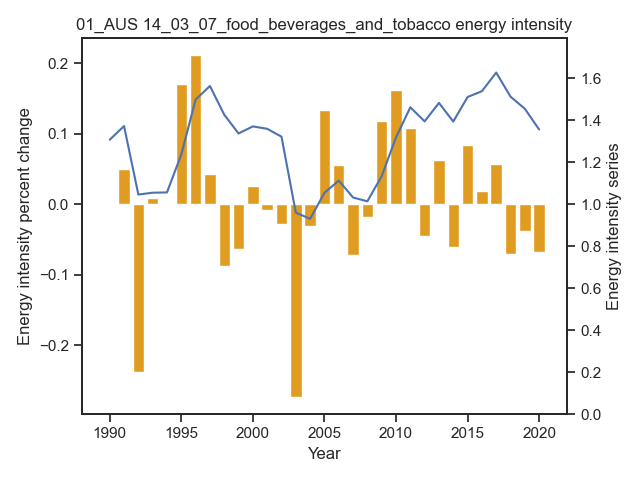 01_AUS 14_03_07_food_beverages_and_tobacco energy intensity
Energy intensity percent change
0.2
0.1
0.0
−0.1
−0.2
1.6
1.4
1.2
1.0
0.8
0.6
0.4
0.2
0.0
Energy intensity series
1990 1995 2000 2005 2010 2015 2020
Year